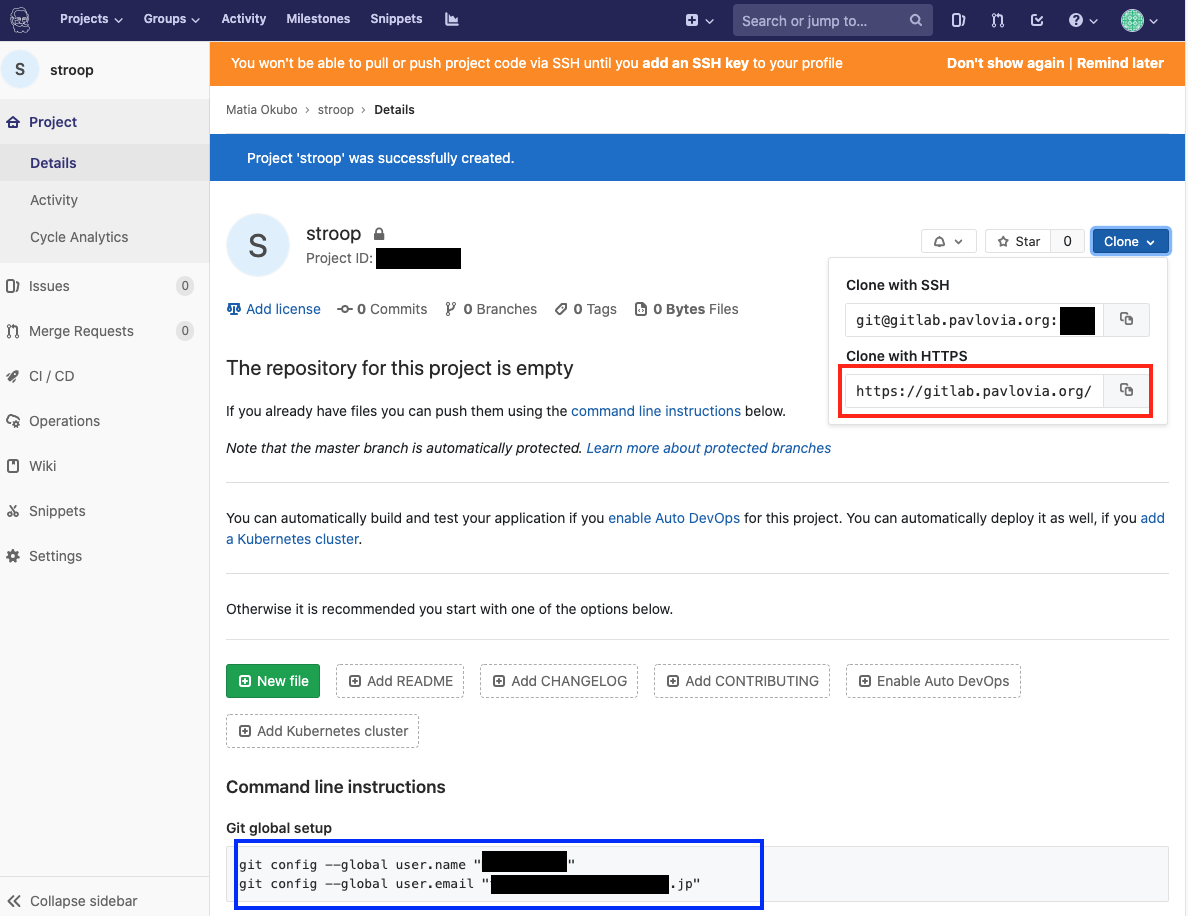 Projects Groups Activity Milestones Snippets Search or jump to...
S stroop
You won't be able to pull or push project code via SSH until you add an SSH key to your profile Don't show again | Remind later
Matia Okubo › stroop › Details
Project
Details
Activity
Cycle Analytics
Issues 0
Merge Requests 0
CI / CD
Operations
Wiki
Snippets
Settings
Collapse sidebar
Project 'stroop' was successfully created.
S
stroop
Project ID:
Star 0 Clone
Clone with SSH
git@gitlab.pavlovia.org:
Clone with HTTPS
https://gitlab.pavlovia.org/
Add license 0 Commits 0 Branches 0 Tags 0 Bytes Files
The repository for this project is empty
If you already have files you can push them using the command line instructions below.
Note that the master branch is automatically protected. Learn more about protected branches
You can automatically build and test your application if you enable Auto DevOps for this project. You can automatically deploy it as well, if you add
a Kubernetes cluster.
Otherwise it is recommended you start with one of the options below.
New file Add README Add CHANGELOG Add CONTRIBUTING Enable Auto DevOps
Add Kubernetes cluster
Command line instructions
Git global setup
git config --global user.name " "
git config --global user.email " .jp"